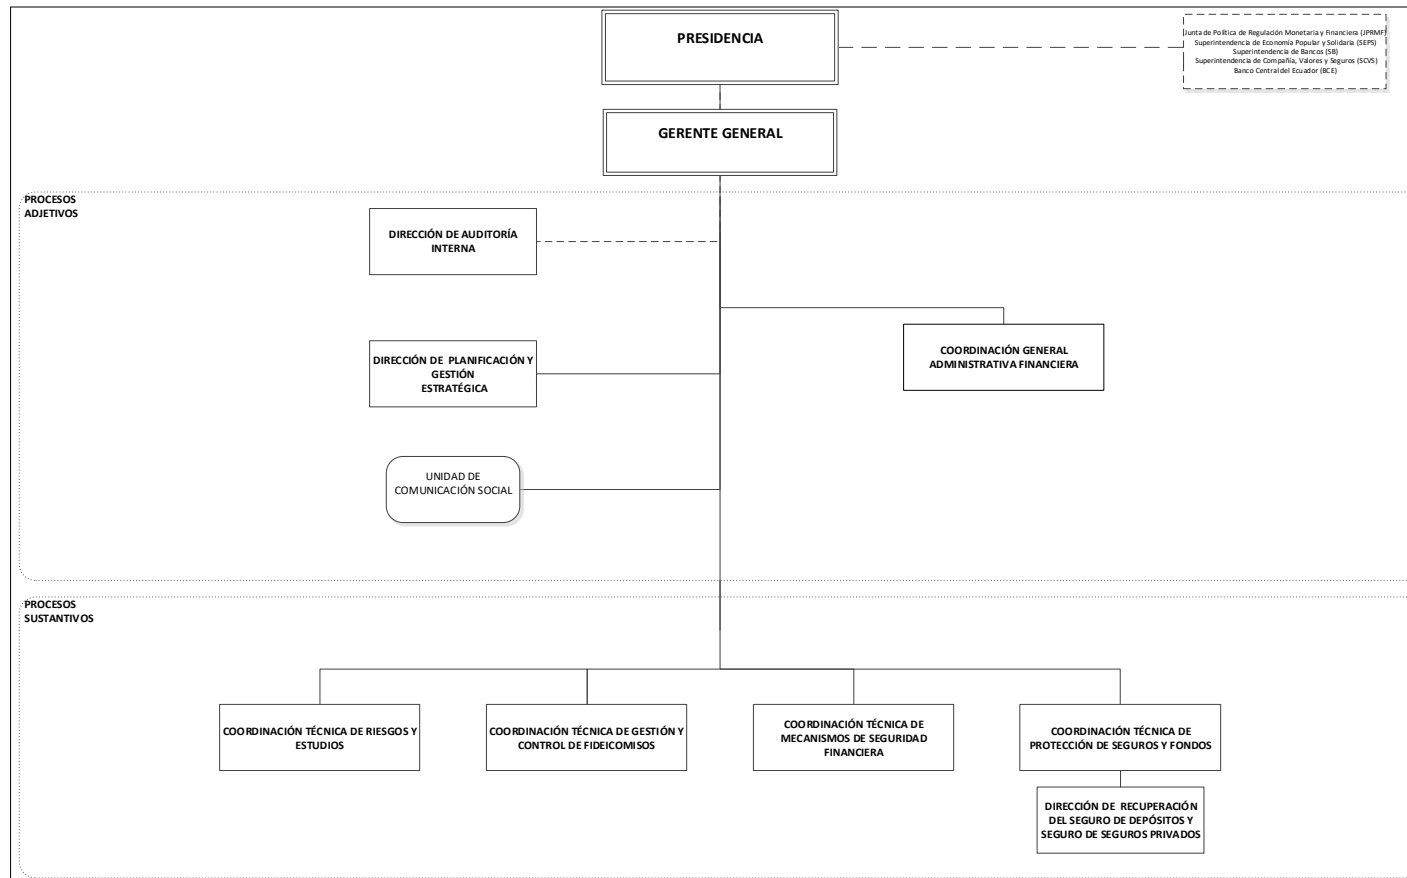 PRESIDENCIA
Junta de Política de Regulación Monetaria y Financiera (JPRMF)
Superintendencia de Economía Popular y Solidaria (SEPS)
Superintendencia de Bancos (SB)
Superintendencia de Compañía, Valores y Seguros (SCVS)
Banco Central del Ecuador (BCE)
GERENTE GENERAL
PROCESOS
ADJETIVOS
DIRECCIÓN DE AUDITORÍA
INTERNA
COORDINACIÓN GENERAL
ADMINISTRATIVA FINANCIERA
DIRECCIÓN DE PLANIFICACIÓN Y
GESTIÓN
ESTRATÉGICA
UNIDAD DE
COMUNICACIÓN SOCIAL
PROCESOS
SUSTANTIVOS
COORDINACIÓN TÉCNICA DE RIESGOS Y
ESTUDIOS
COORDINACIÓN TÉCNICA DE GESTIÓN Y
CONTROL DE FIDEICOMISOS
COORDINACIÓN TÉCNICA DE
MECANISMOS DE SEGURIDAD
FINANCIERA
COORDINACIÓN TÉCNICA DE
PROTECCIÓN DE SEGUROS Y FONDOS
DIRECCIÓN DE RECUPERACIÓN
DEL SEGURO DE DEPÓSITOS Y
SEGURO DE SEGUROS PRIVADOS